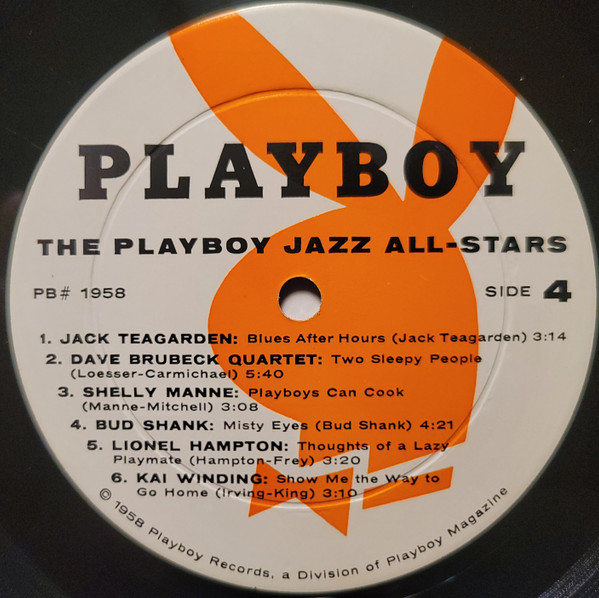 PLAYBOY
THE PLAYBOY JAZZ ALL-STARS
PB# 1958
SIDE 4
1. JACK TEAGARDEN: Blues After Hours (Jack Teagarden) 3:14
2. DAVE BRUBECK QUARTET: Two Sleepy People
(Loesser-Carmichael) 5:40
3. SHELLY MANNE: Playboys Can Cook
(Manne-Mitchell) 3:08
4. BUD SHANK: Misty Eyes (Bud Shank) 4:21
5. LIONEL HAMPTON: Thoughts of a Lazy
Playmate (Hampton-Frey) 3:20
6. KAI WINDING: Show Me the Way to
Go Home (Irving-King) 3:10
© 1958 Playboy Records, a Division of Playboy Magazine